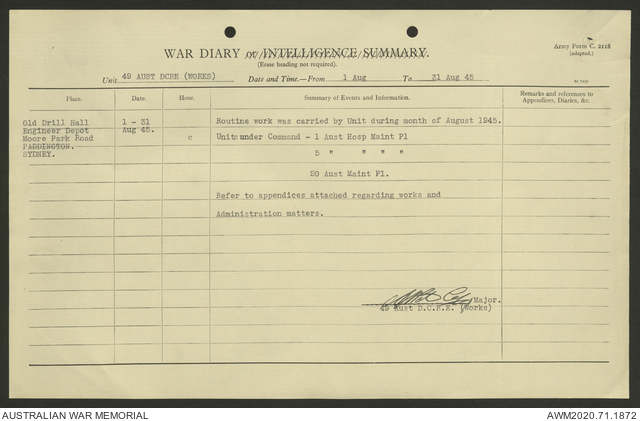 WAR DIARY or INTELLIGENCE SUMMARY.
Army Form C. 2118
(adapted.)
(Erase heading not required).
Unit 49 AUST DCRE (WORKS) Date and Time.—From 1 Aug To 31 Aug 45
Place. Date. Hour. Summary of Events and Information. Remarks and references to
Appendices, Diaries, &c.
Old Drill Hall 1 - 31 Routine work was carried by Unit during month of August 1945.
Engineer Depot Aug 45.
Moore Park Road c Units under Command - 1 Aust Hosp Maint Pl
PADDINGTON.
SYDNEY. 5 " " " "
20 Aust Maint Pl.
Refer to appendices attached regarding works and
Administration matters.
Major.
49 Aust D.C.R.E. (Works)
AUSTRALIAN WAR MEMORIAL
AWM2020.71.1872